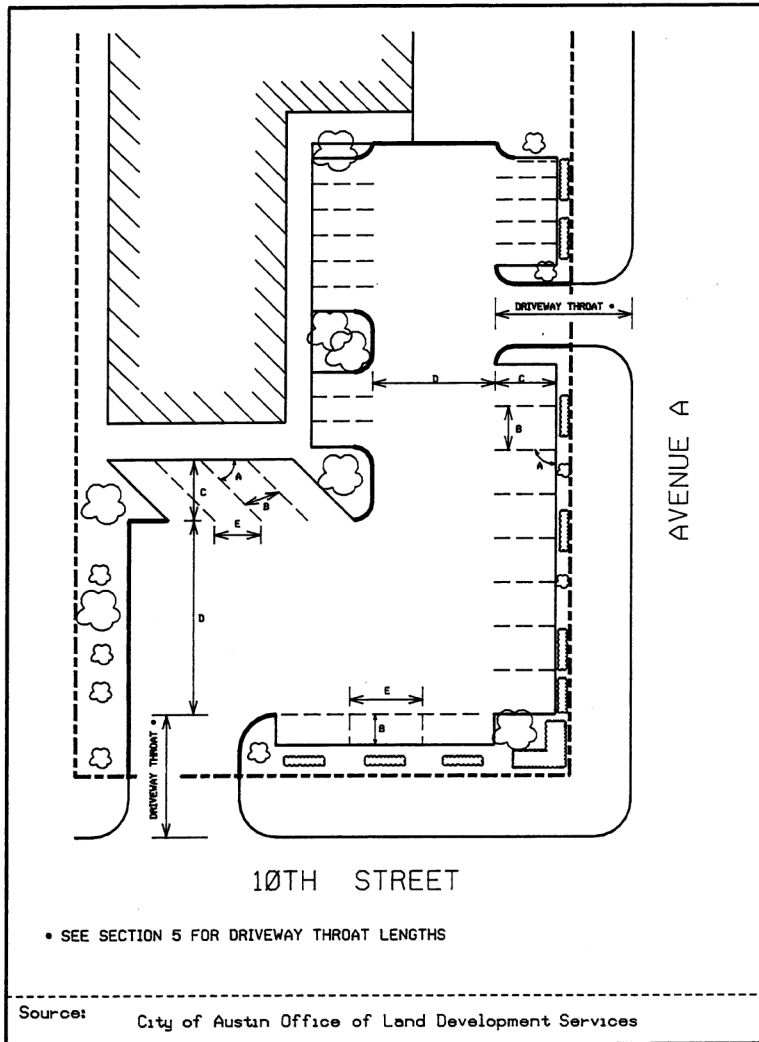 DRIVEWAY THROAT •
D
C
B
A
AVENUE A
A
C
B
E
D
E
B
DRIVEWAY THROAT •
1ØTH STREET
• SEE SECTION 5 FOR DRIVEWAY THROAT LENGTHS
Source: City of Austin Office of Land Development Services